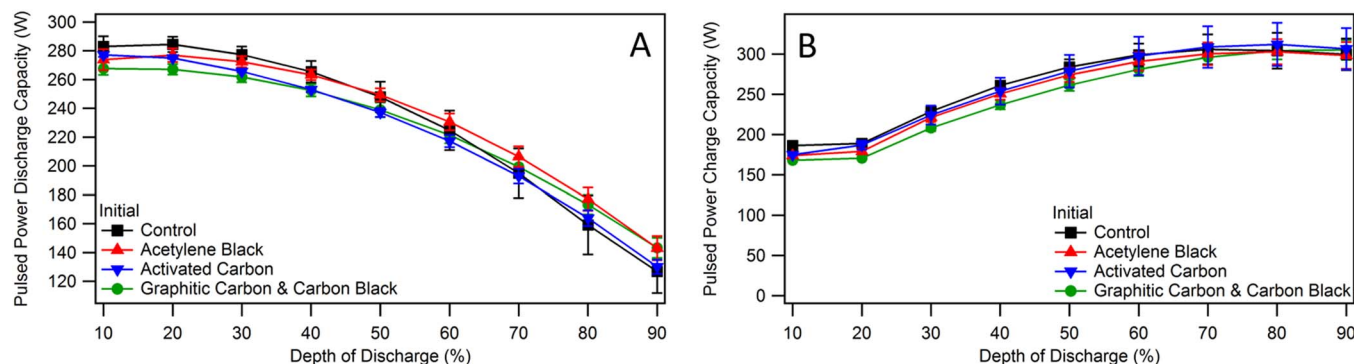 Pulsed Power Discharge Capacity (W)
300
280
260
240
220
200
180
160
140
120
A
Initial
Control
Acetylene Black
Activated Carbon
Graphitic Carbon & Carbon Black
10 20 30 40 50 60 70 80 90
Depth of Discharge (%)
Pulsed Power Charge Capacity (W)
300
250
200
150
100
50
0
B
Initial
Control
Acetylene Black
Activated Carbon
Graphitic Carbon & Carbon Black
10 20 30 40 50 60 70 80 90
Depth of Discharge (%)